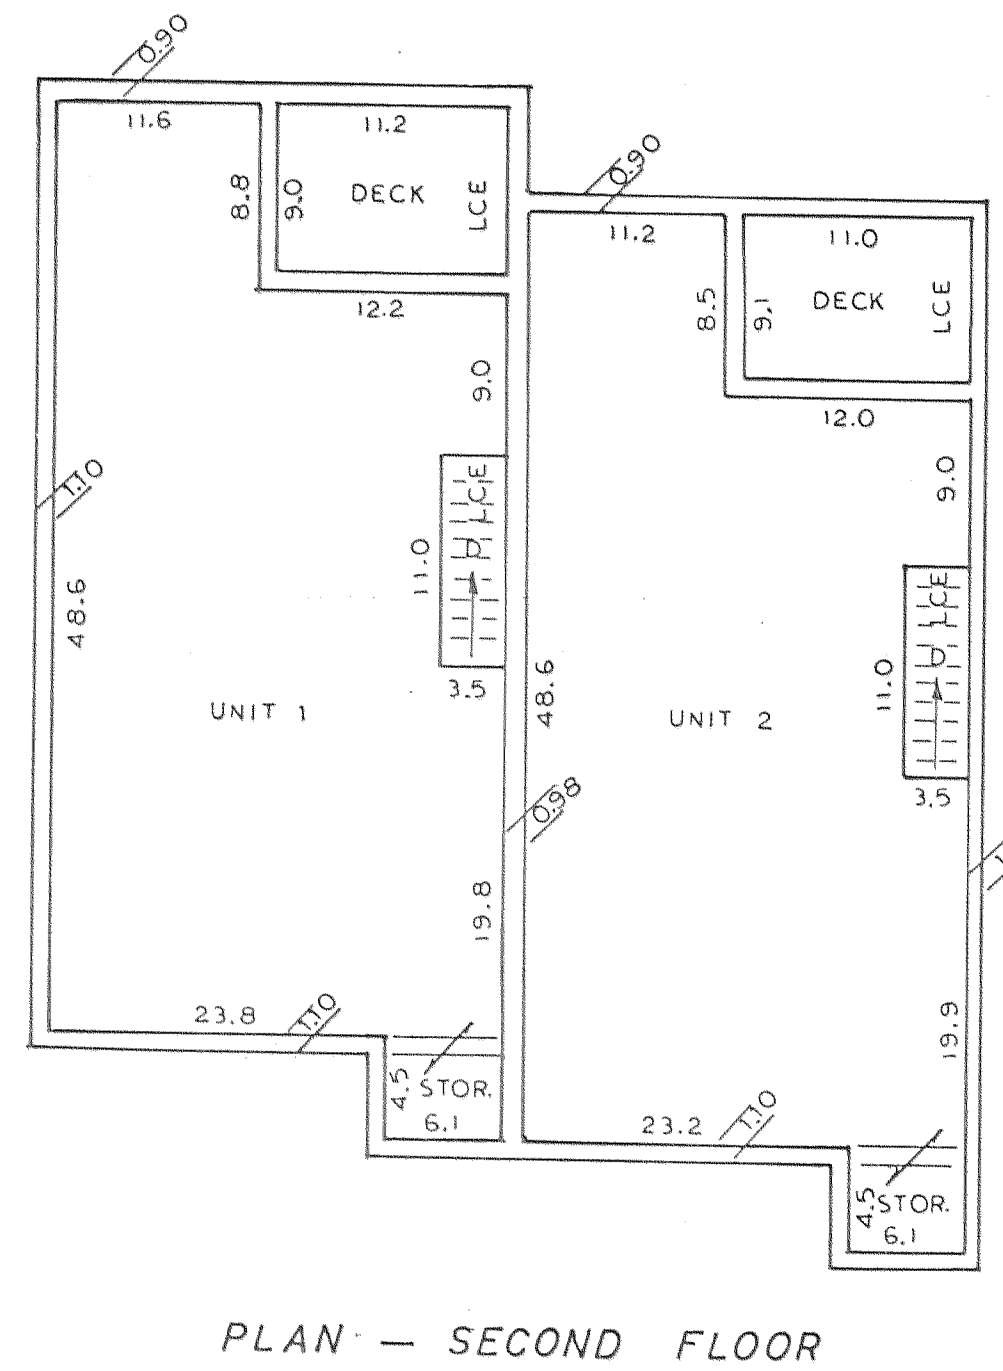 0.90
11.6
11.2
8.8
9.0
DECK
LCE
12.2
9.0
1.10
48.6
11.0
D LCE
3.5
UNIT 1
19.8
23.8
1.10
4.5
STOR.
6.1
0.90
11.2
11.0
8.5
9.1
DECK
LCE
12.0
9.0
48.6
11.0
D LCE
3.5
UNIT 2
0.98
19.9
23.2
1.10
4.5
STOR.
6.1
PLAN — SECOND FLOOR